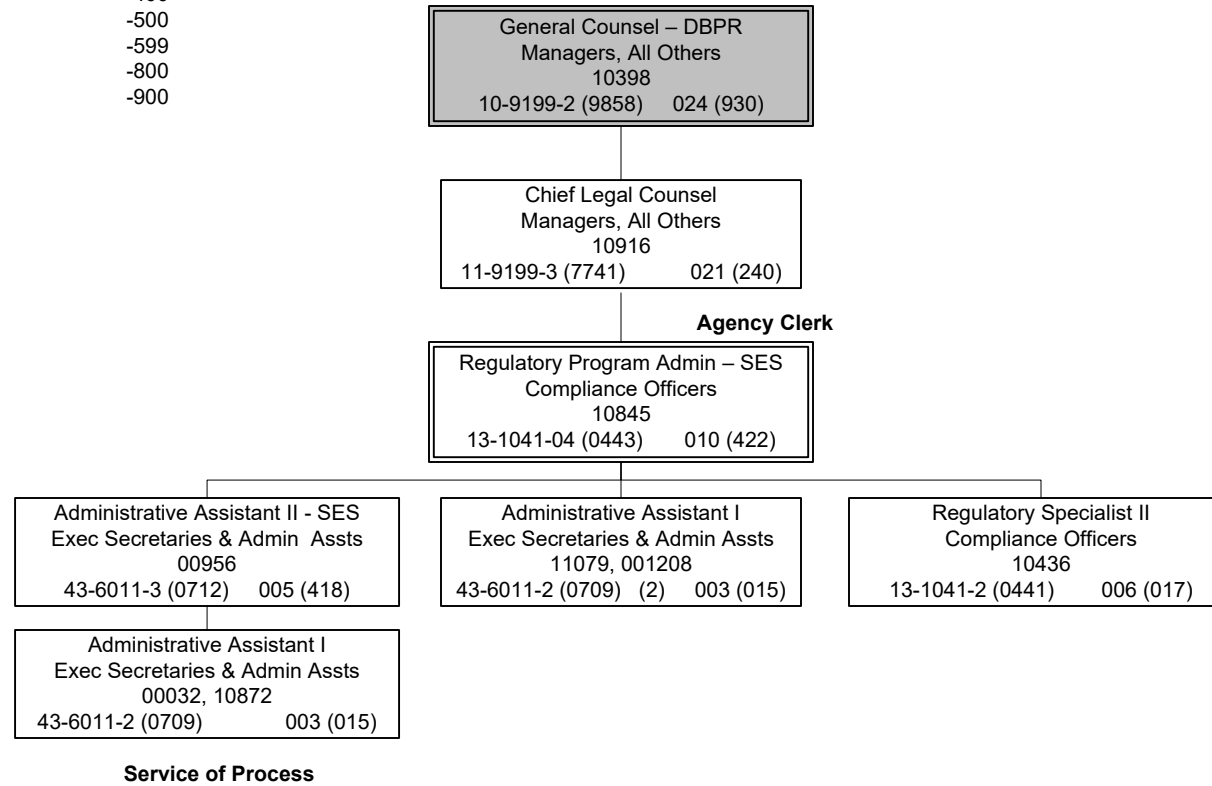 -500
-599
-800
-900
General Counsel – DBPR
Managers, All Others
10398
10-9199-2 (9858) 024 (930)
Chief Legal Counsel
Managers, All Others
10916
11-9199-3 (7741) 021 (240)
Agency Clerk
Regulatory Program Admin – SES
Compliance Officers
10845
13-1041-04 (0443) 010 (422)
Administrative Assistant II - SES
Exec Secretaries & Admin Assts
00956
43-6011-3 (0712) 005 (418)
Administrative Assistant I
Exec Secretaries & Admin Assts
11079, 001208
43-6011-2 (0709) (2) 003 (015)
Regulatory Specialist II
Compliance Officers
10436
13-1041-2 (0441) 006 (017)
Administrative Assistant I
Exec Secretaries & Admin Assts
00032, 10872
43-6011-2 (0709) 003 (015)
Service of Process